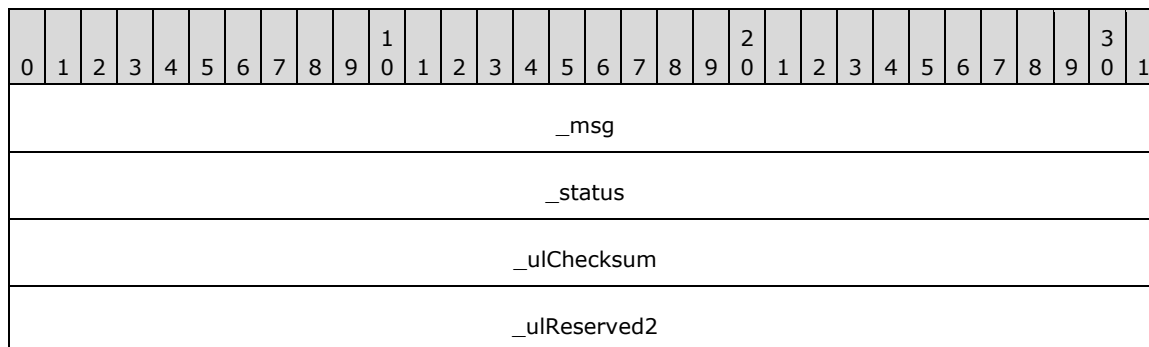 1 2 3
0 1 2 3 4 5 6 7 8 9 0 1 2 3 4 5 6 7 8 9 0 1 2 3 4 5 6 7 8 9 0 1
_msg
_status
_ulChecksum
_ulReserved2